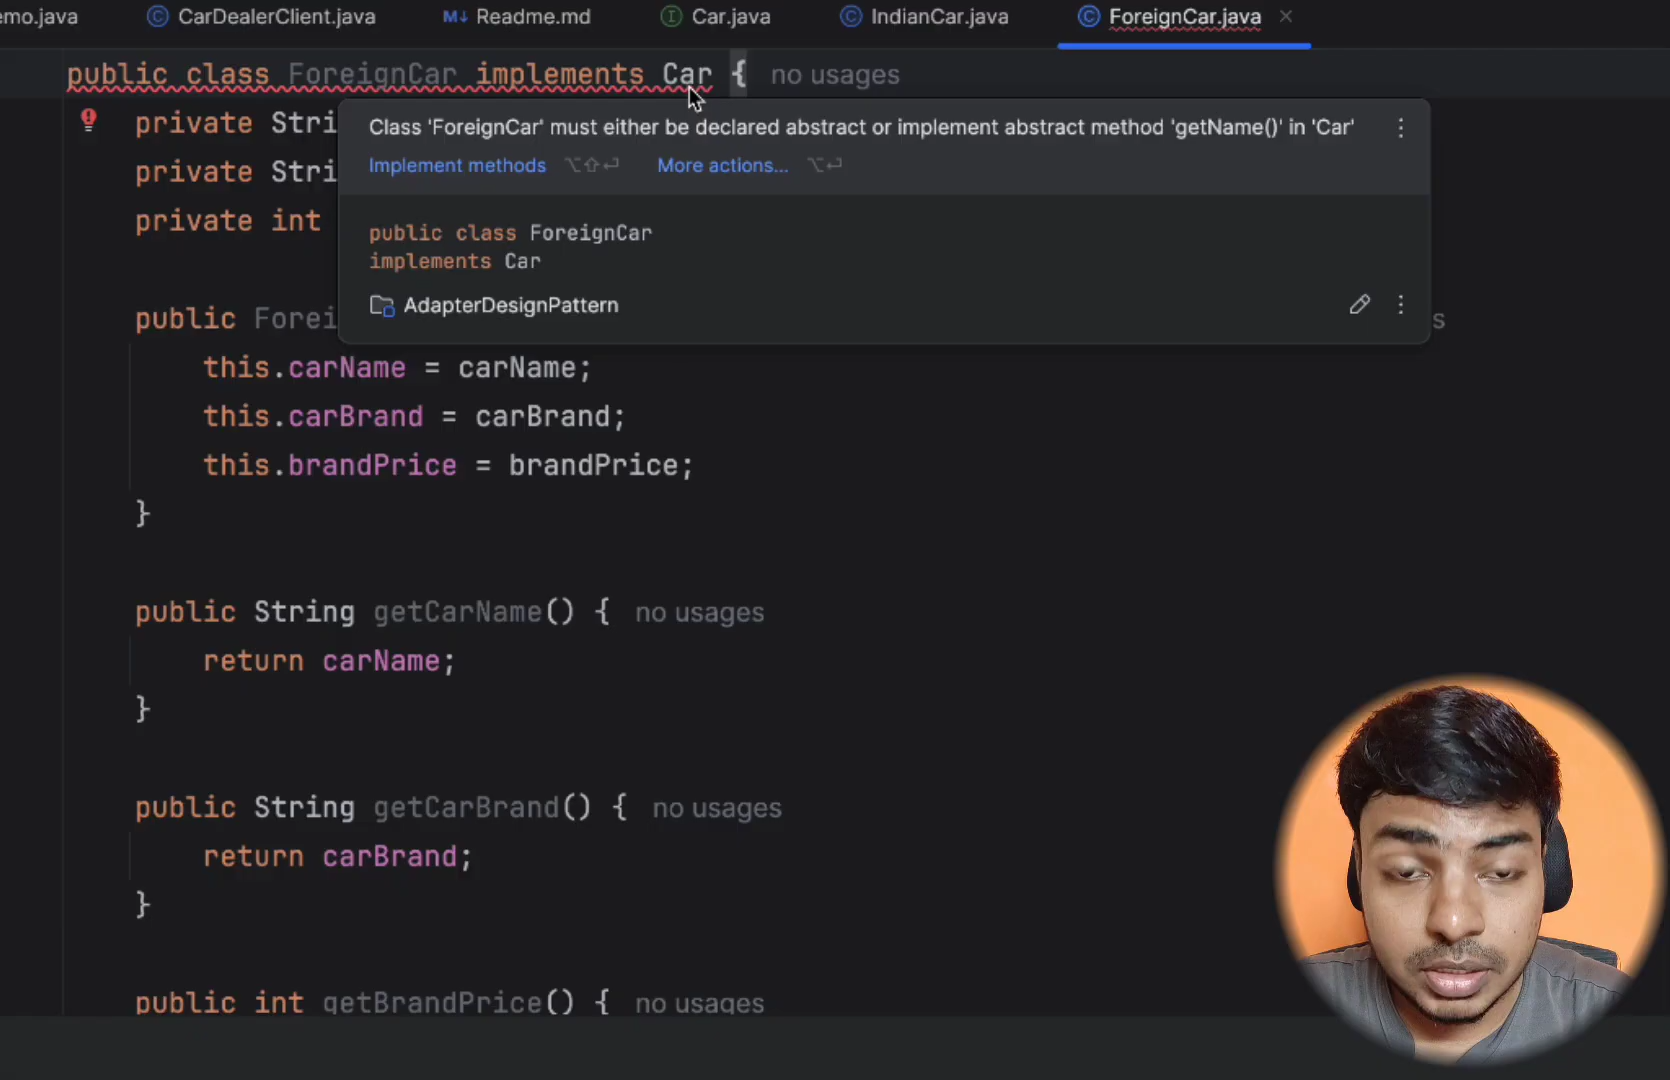 emo.java CarDealerClient.java M↓ Readme.md Car.java IndianCar.java ForeignCar.java
public class ForeignCar implements Car { no usages
private Stri
Class 'ForeignCar' must either be declared abstract or implement abstract method 'getName()' in 'Car'
Implement methods ⌥⇧⏎ More actions... ⌥⏎
private Stri
private int
public class ForeignCar
implements Car
AdapterDesignPattern
public Forei s
this.carName = carName;
this.carBrand = carBrand;
this.brandPrice = brandPrice;
}
public String getCarName() { no usages
return carName;
}
public String getCarBrand() { no usages
return carBrand;
}
public int getBrandPrice() { no usages